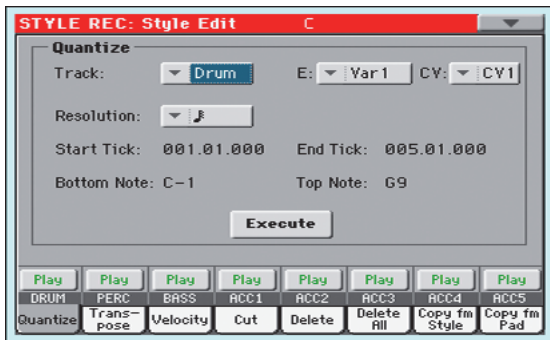 STYLE REC: Style Edit C
Quantize
Track: Drum E: Var1 CV: CV1
Resolution:
Start Tick: 001.01.000 End Tick: 005.01.000
Bottom Note: C-1 Top Note: G9
Execute
Play Play Play Play Play Play Play Play
DRUM PERC BASS ACC1 ACC2 ACC3 ACC4 ACC5
Quantize Trans- Velocity Cut Delete Delete Copy fm Copy fm
pose All Style Pad